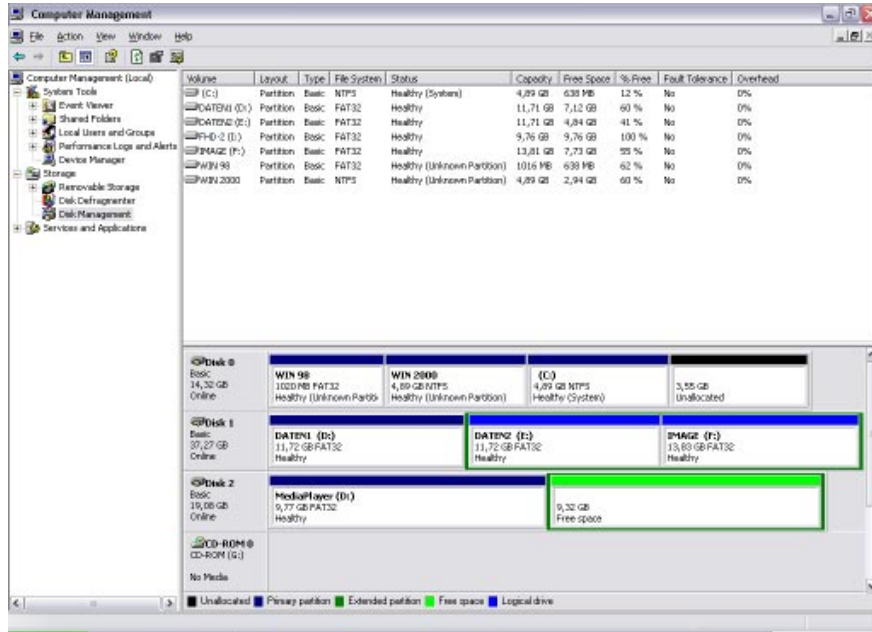 Computer Management
File Action View Window Help
Computer Management (Local)
System Tools
Event Viewer
Shared Folders
Local Users and Groups
Performance Logs and Alerts
Device Manager
Storage
Removable Storage
Disk Defragmenter
Disk Management
Services and Applications
Volume Layout Type File System Status Capacity Free Space % Free Fault Tolerance Overhead
(C:) Partition Basic NTFS Healthy (System) 4,89 GB 638 MB 12 % No 0%
DATEN1 (D:) Partition Basic FAT32 Healthy 11,71 GB 7,12 GB 60 % No 0%
DATEN2 (E:) Partition Basic FAT32 Healthy 11,71 GB 4,84 GB 41 % No 0%
FHD-2 Partition Basic FAT32 Healthy 9,76 GB 9,76 GB 100 % No 0%
IMAGE (F:) Partition Basic FAT32 Healthy 13,81 GB 7,73 GB 55 % No 0%
WIN 98 Partition Basic FAT32 Healthy (Unknown Partition) 1016 MB 638 MB 62 % No 0%
WIN 2000 Partition Basic NTFS Healthy (Unknown Partition) 4,89 GB 2,94 GB 60 % No 0%
Disk 0
Basic
14,32 GB
Online
WIN 98
1020 MB FAT32
Healthy (Unknown Partiti
WIN 2000
4,89 GB NTFS
Healthy (Unknown Partition)
(C:)
4,89 GB NTFS
Healthy (System)
3,55 GB
Unallocated
Disk 1
Basic
37,27 GB
Online
DATEN1 (D:)
11,72 GB FAT32
Healthy
DATEN2 (E:)
11,72 GB FAT32
Healthy
IMAGE (F:)
13,83 GB FAT32
Healthy
Disk 2
Basic
19,08 GB
Online
MediaPlayer
9,77 GB FAT32
Healthy
9,32 GB
Free space
CD-ROM 0
CD-ROM (G:)
No Media
Unallocated Primary partition Extended partition Free space Logical drive